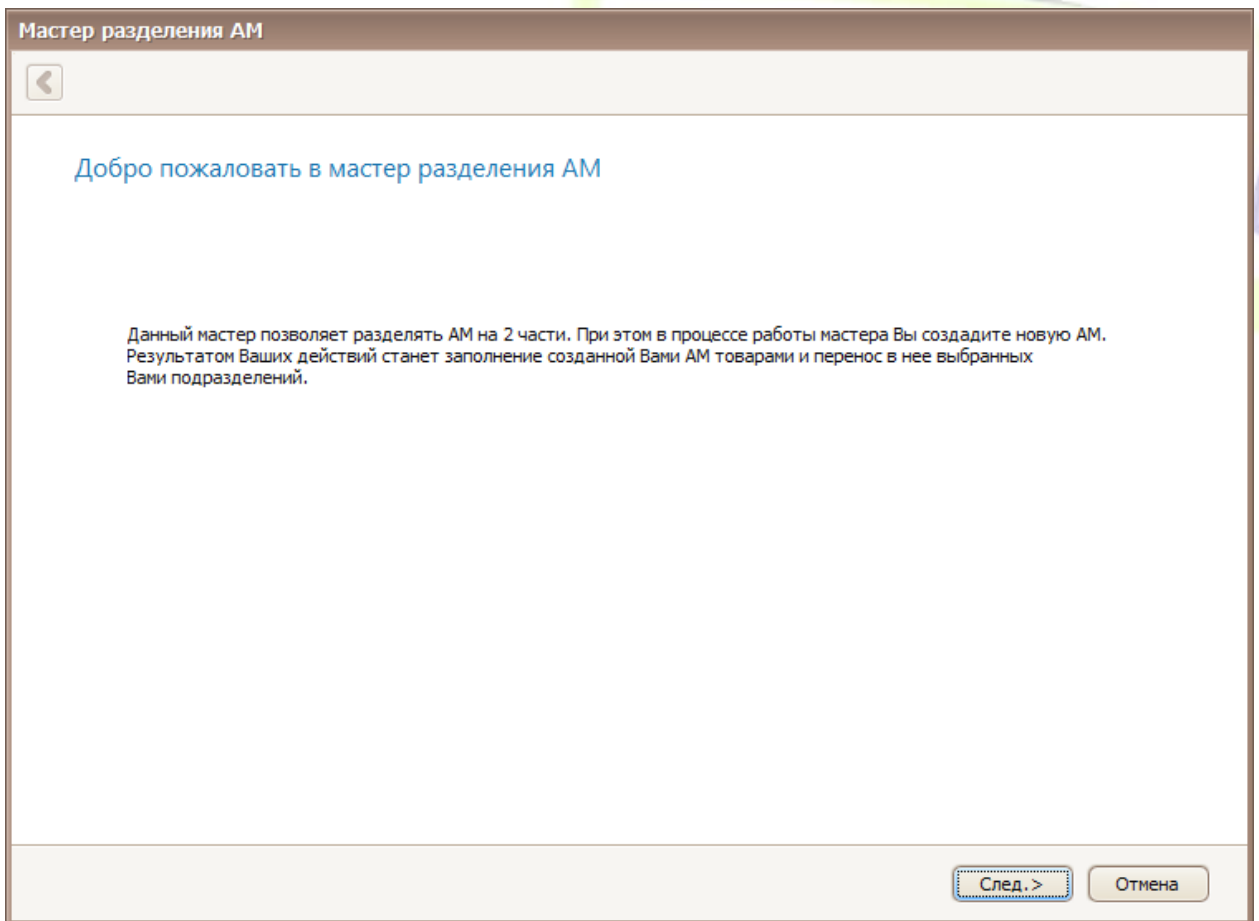 Мастер разделения АМ
Добро пожаловать в мастер разделения АМ
Данный мастер позволяет разделять АМ на 2 части. При этом в процессе работы мастера Вы создадите новую АМ.
Результатом Ваших действий станет заполнение созданной Вами АМ товарами и перенос в нее выбранных
Вами подразделений.
След.>
Отмена